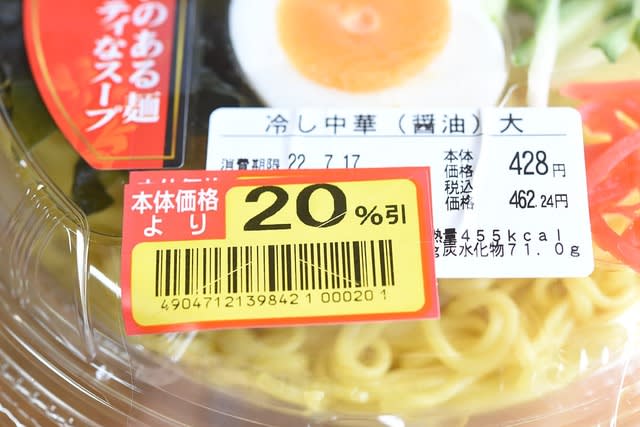 のある麺
ティなスープ
冷し中華（醤油）大
消費期限 22. 7.17
本体価格 428円
税込価格 462.24円
熱量455kcal
炭水化物71.0g
本体価格より
20%引
4904712139842100020 1